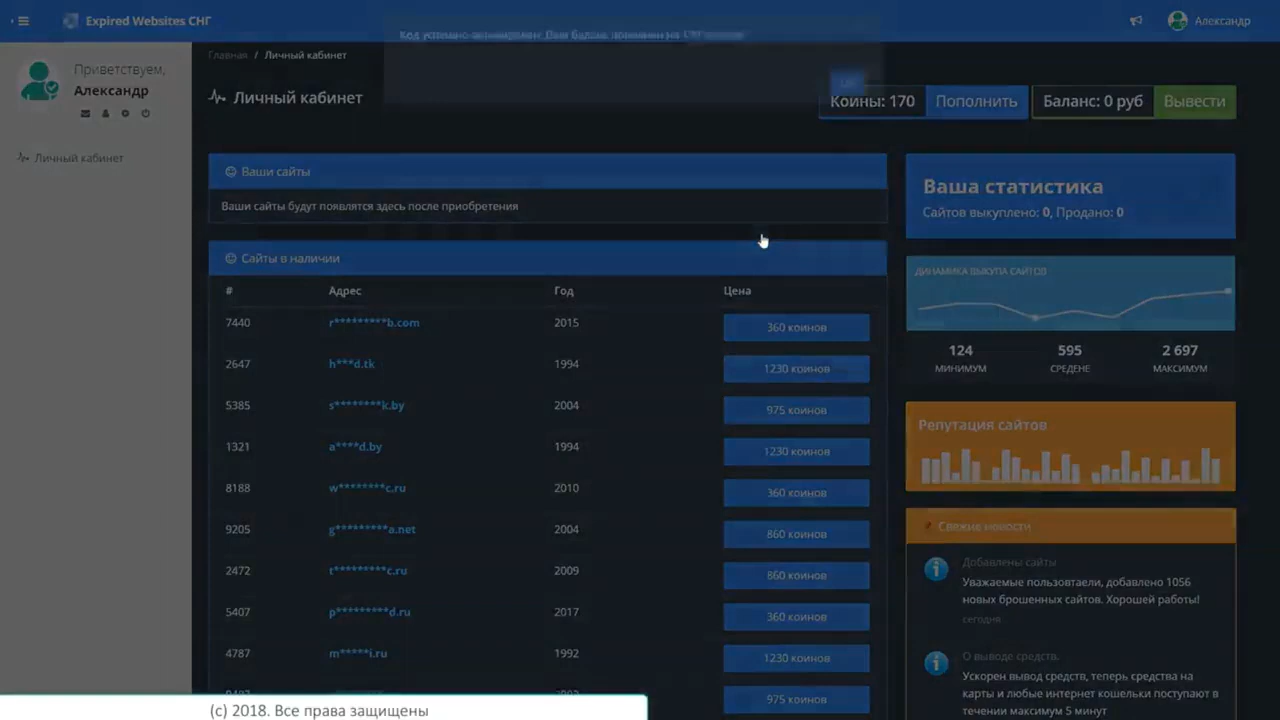 Expired Websites СНГ
Александр
Приветствуем,
Александр
Личный кабинет
Главная / Личный кабинет
Личный кабинет
Коины: 170
Пополнить
Баланс: 0 руб
Вывести
Ваши сайты
Ваши сайты будут появлятся здесь после приобретения
Сайты в наличии
# Адрес Год Цена
7440 r*********b.com 2015 360 коинов
2647 h***d.tk 1994 1230 коинов
5385 s********k.by 2004 975 коинов
1321 a****d.by 1994 1230 коинов
8188 w********c.ru 2010 360 коинов
9205 g*********a.net 2004 860 коинов
2472 t*********c.ru 2009 860 коинов
5407 p*********d.ru 2017 360 коинов
4787 m*****i.ru 1992 1230 коинов
975 коинов
Ваша статистика
Сайтов выкуплено: 0, Продано: 0
ДИНАМИКА ВЫКУПА САЙТОВ
124 595 2 697
МИНИМУМ СРЕДЕНЕ МАКСИМУМ
Репутация сайтов
Свежие новости
Добавлены сайты
Уважаемые пользовтаели, добавлено 1056
новых брошенных сайтов. Хорошей работы!
сегодня
О выводе средств.
Ускорен вывод средств, теперь средства на
карты и любые интернет кошельки поступают в
течении максимум 5 минут
(c) 2018. Все права защищены